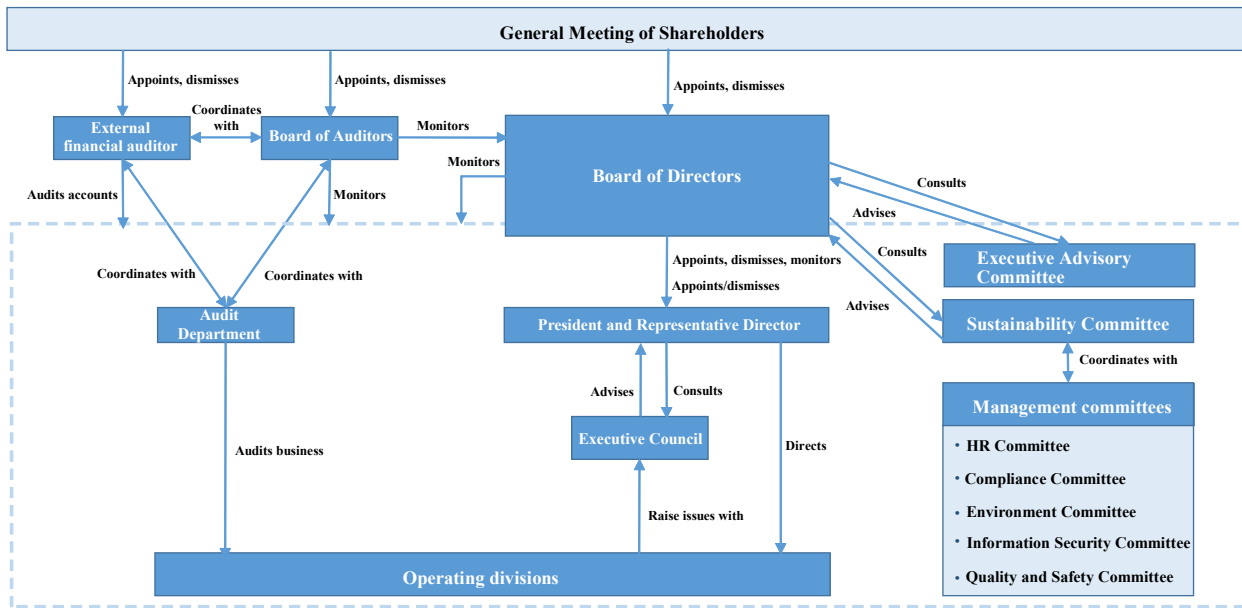 General Meeting of Shareholders
Appoints, dismisses
Appoints, dismisses
Appoints, dismisses
Coordinates
with
External
financial auditor
Board of Auditors
Monitors
Monitors
Board of Directors
Consults
Audits accounts
Monitors
Advises
Consults
Executive Advisory
Committee
Coordinates with
Coordinates with
Appoints, dismisses, monitors
Appoints/dismisses
Advises
Audit
Department
President and Representative Director
Sustainability Committee
Coordinates with
Advises
Consults
Management committees
Executive Council
Audits business
Directs
・HR Committee
・Compliance Committee
・Environment Committee
・Information Security Committee
・Quality and Safety Committee
Raise issues with
Operating divisions